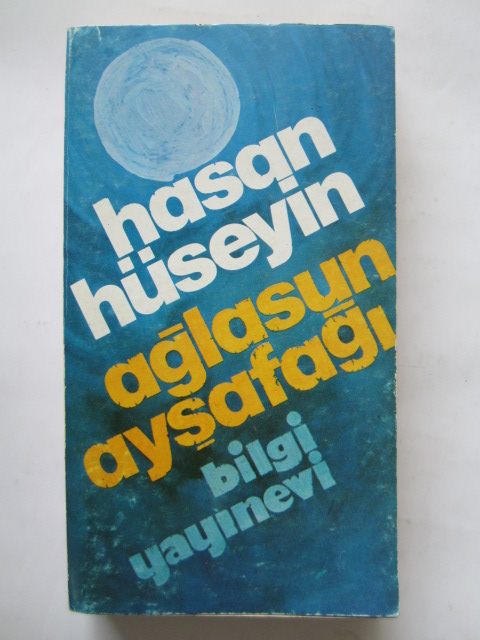 hasan
hüseyin
ağlasun
ayşafağı
bilgi
yayınevi